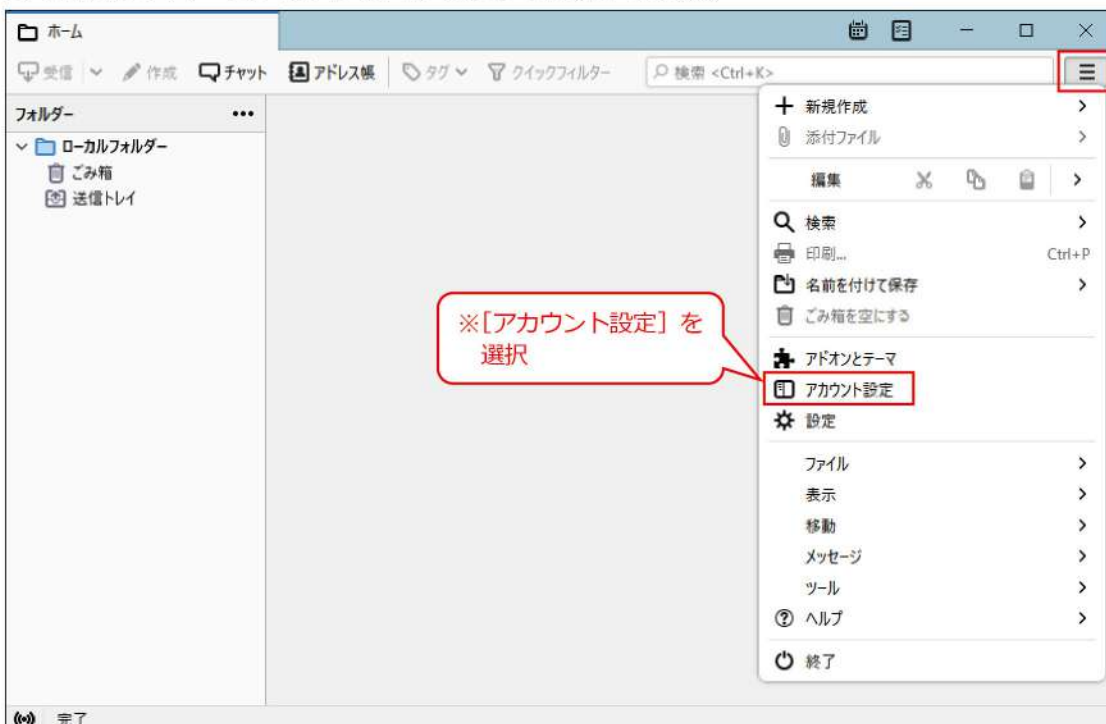 ホーム
受信 作成 チャット アドレス帳 タグ クイックフィルター 検索 <Ctrl+K>
フォルダー
ローカルフォルダー
ごみ箱
送信トレイ
新規作成
添付ファイル
編集
検索
印刷... Ctrl+P
名前を付けて保存
ごみ箱を空にする
※[アカウント設定] を
選択
アドオンとテーマ
アカウント設定
設定
ファイル
表示
移動
メッセージ
ツール
ヘルプ
終了
完了